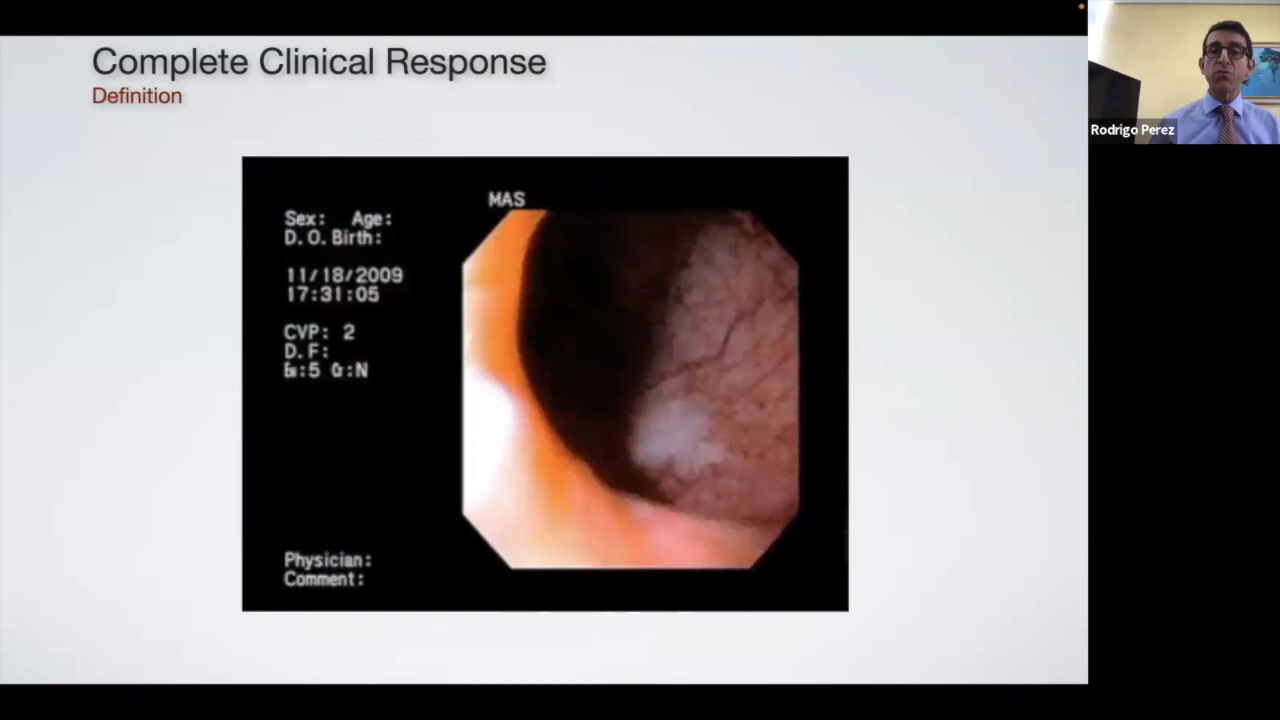 Complete Clinical Response
Definition
MAS
Sex: Age:
D.O.Birth:
11/18/2009
17:31:05
CVP: 2
D.F:
:5 :N
Physician:
Comment:
Rodrigo Perez